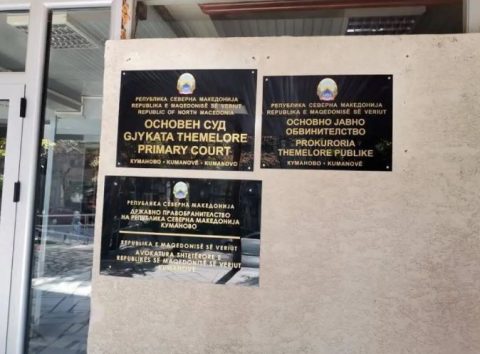 РЕПУБЛИКА СЕВЕРНА МАКЕДОНИЈА
REPUBLIKA E MAQEDONISË SË VERIUT
REPUBLIC OF NORTH MACEDONIA
ОСНОВЕН СУД
GJYKATA THEMELORE
PRIMARY COURT
КУМАНОВО • KUMANOVË • KUMANOVO
РЕПУБЛИКА СЕВЕРНА МАКЕДОНИЈА
REPUBLIKA E MAQEDONISË SË VERIUT
ОСНОВНО ЈАВНО
ОБВИНИТЕЛСТВО
PROKURORIA
THEMELORE PUBLIKE
КУМАНОВО • KUMANOVË
РЕПУБЛИКА СЕВЕРНА МАКЕДОНИЈА
ДРЖАВНО ПРАВОБРАНИТЕЛСТВО
НА РЕПУБЛИКА СЕВЕРНА МАКЕДОНИЈА
КУМАНОВО
REPUBLIKA E MAQEDONISË SË VERIUT
AVOKATURA SHTETËRORE E
REPUBLIKËS SË MAQEDONISË SË VERIUT
KUMANOVË